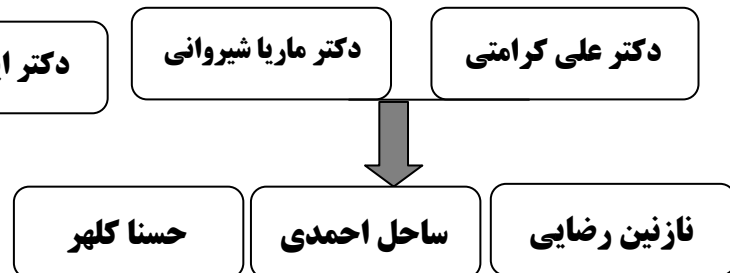 دکتر علی کرامتی
دکتر ماریا شیروانی
دکتر
نازنین رضایی
ساحل احمدی
حسنا کلهر